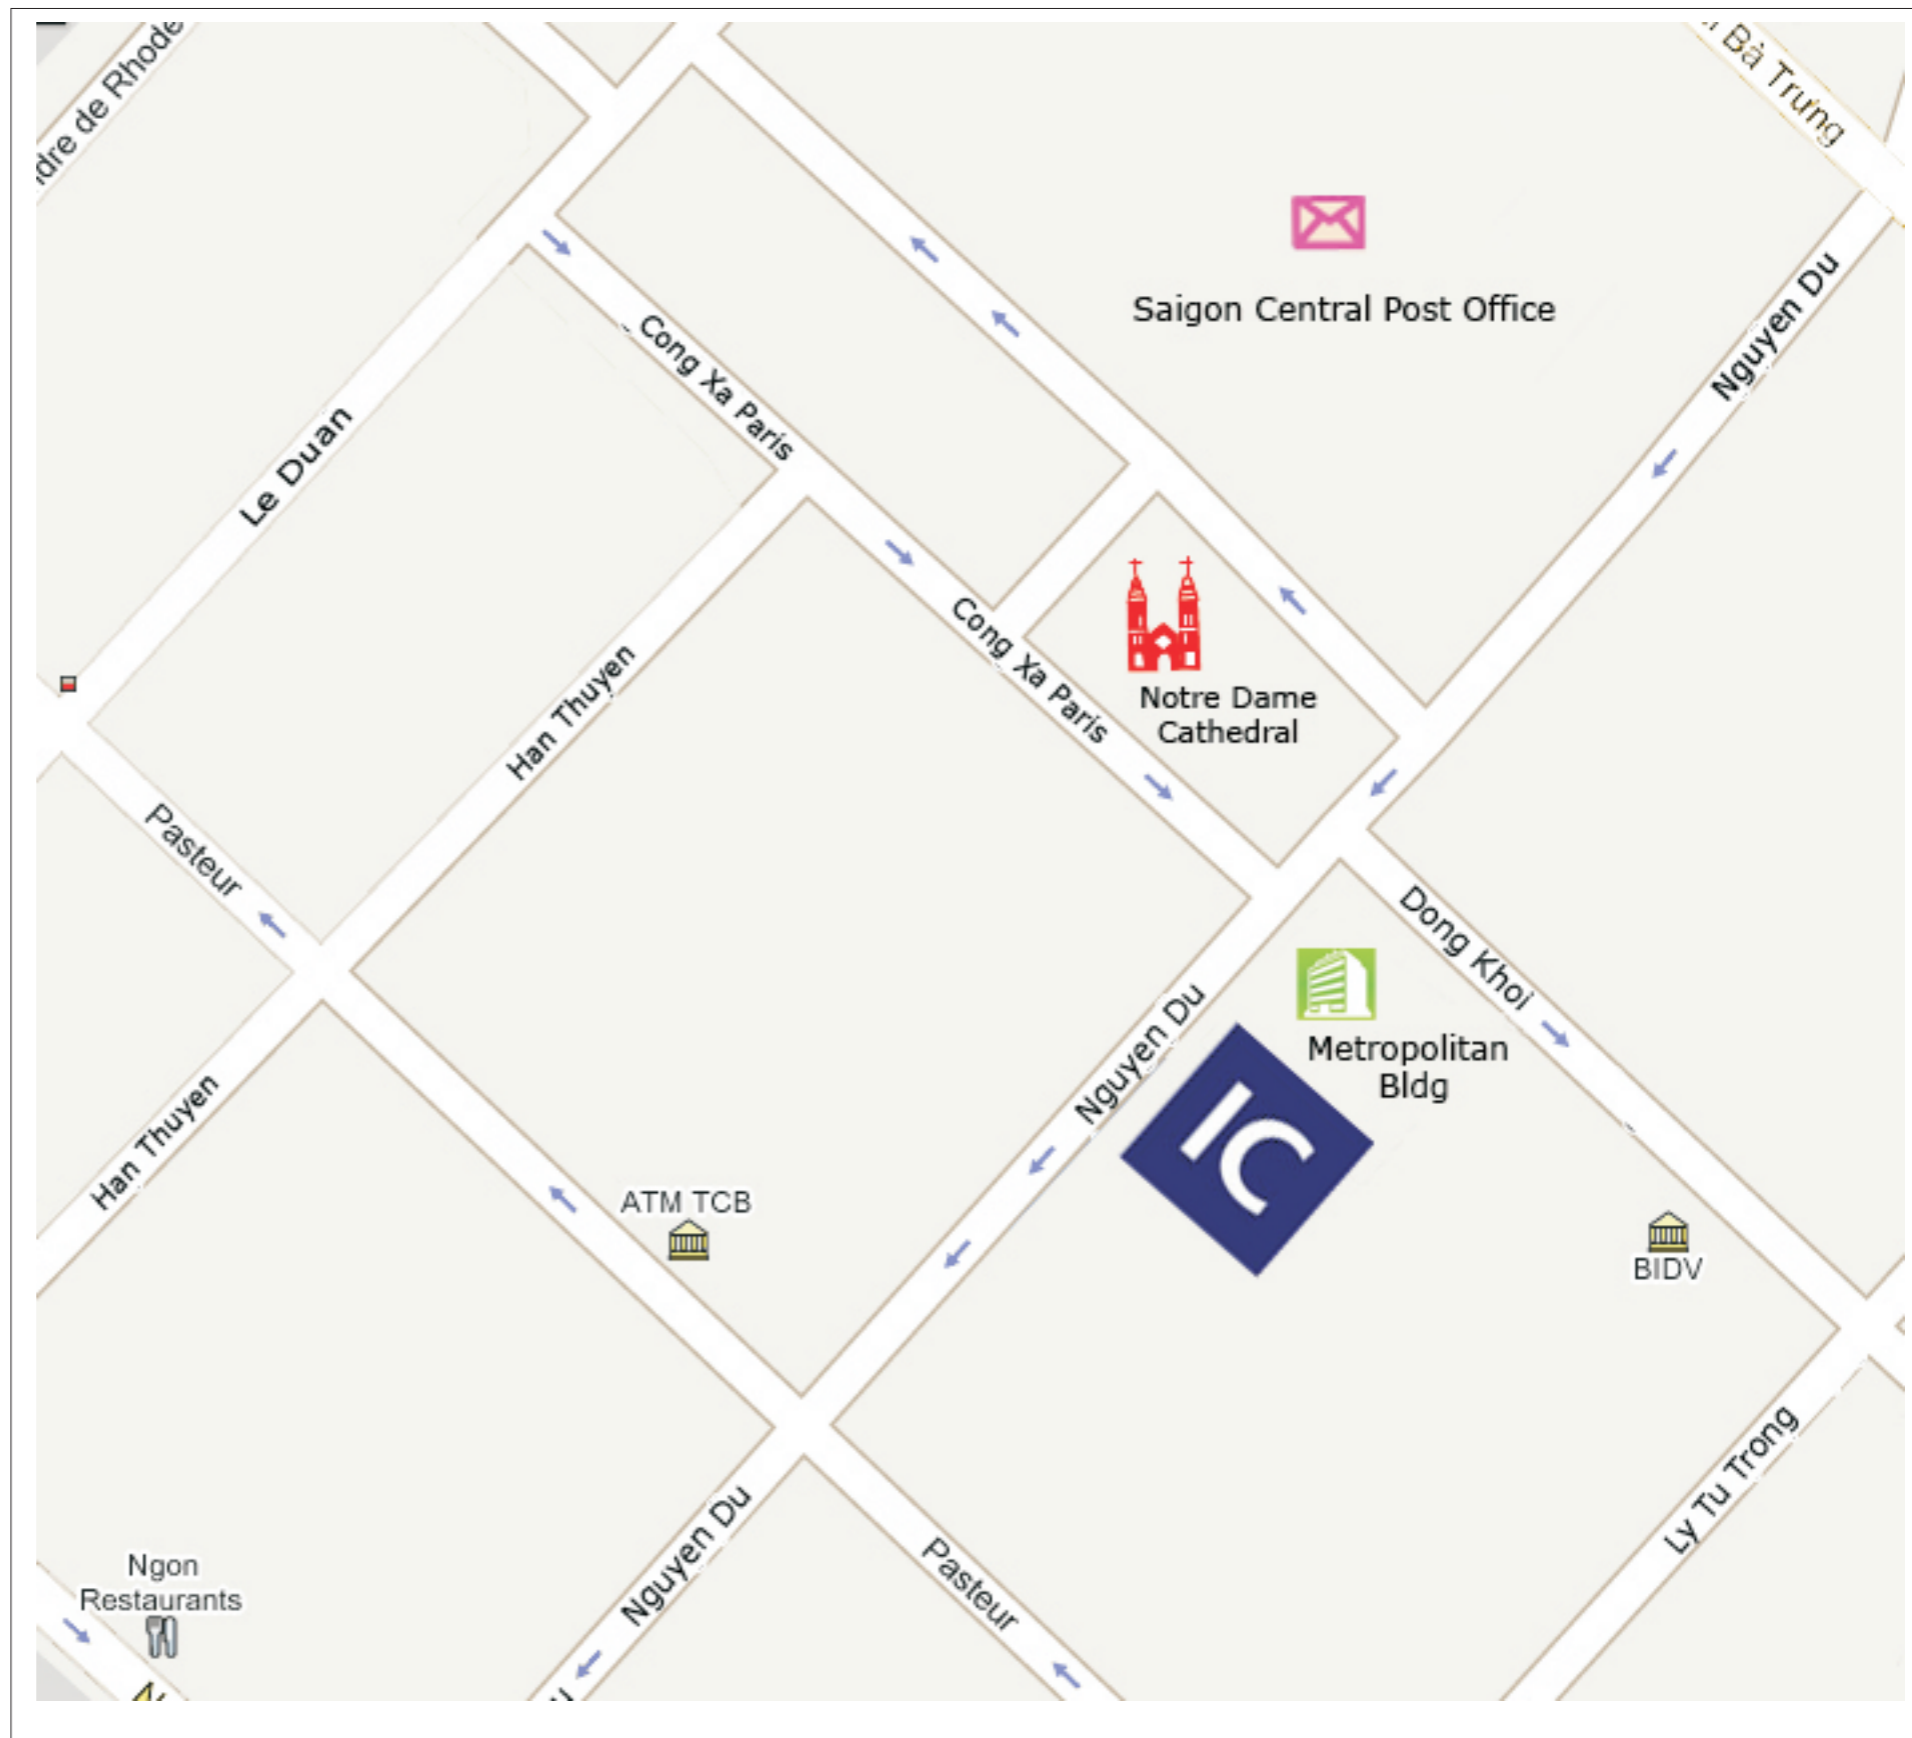 Bà Trưng
dre de Rhode
Nguyen Du
Saigon Central Post Office
Cong Xa Paris
Le Duan
Cong Xa Paris
Han Thuyen
Notre Dame
Cathedral
Pasteur
Dong Khoi
Nguyen Du
Metropolitan
Bldg
IC
Han Thuyen
ATM TCB
BIDV
Ly Tu Trong
Nguyen Du
Pasteur
Ngon
Restaurants